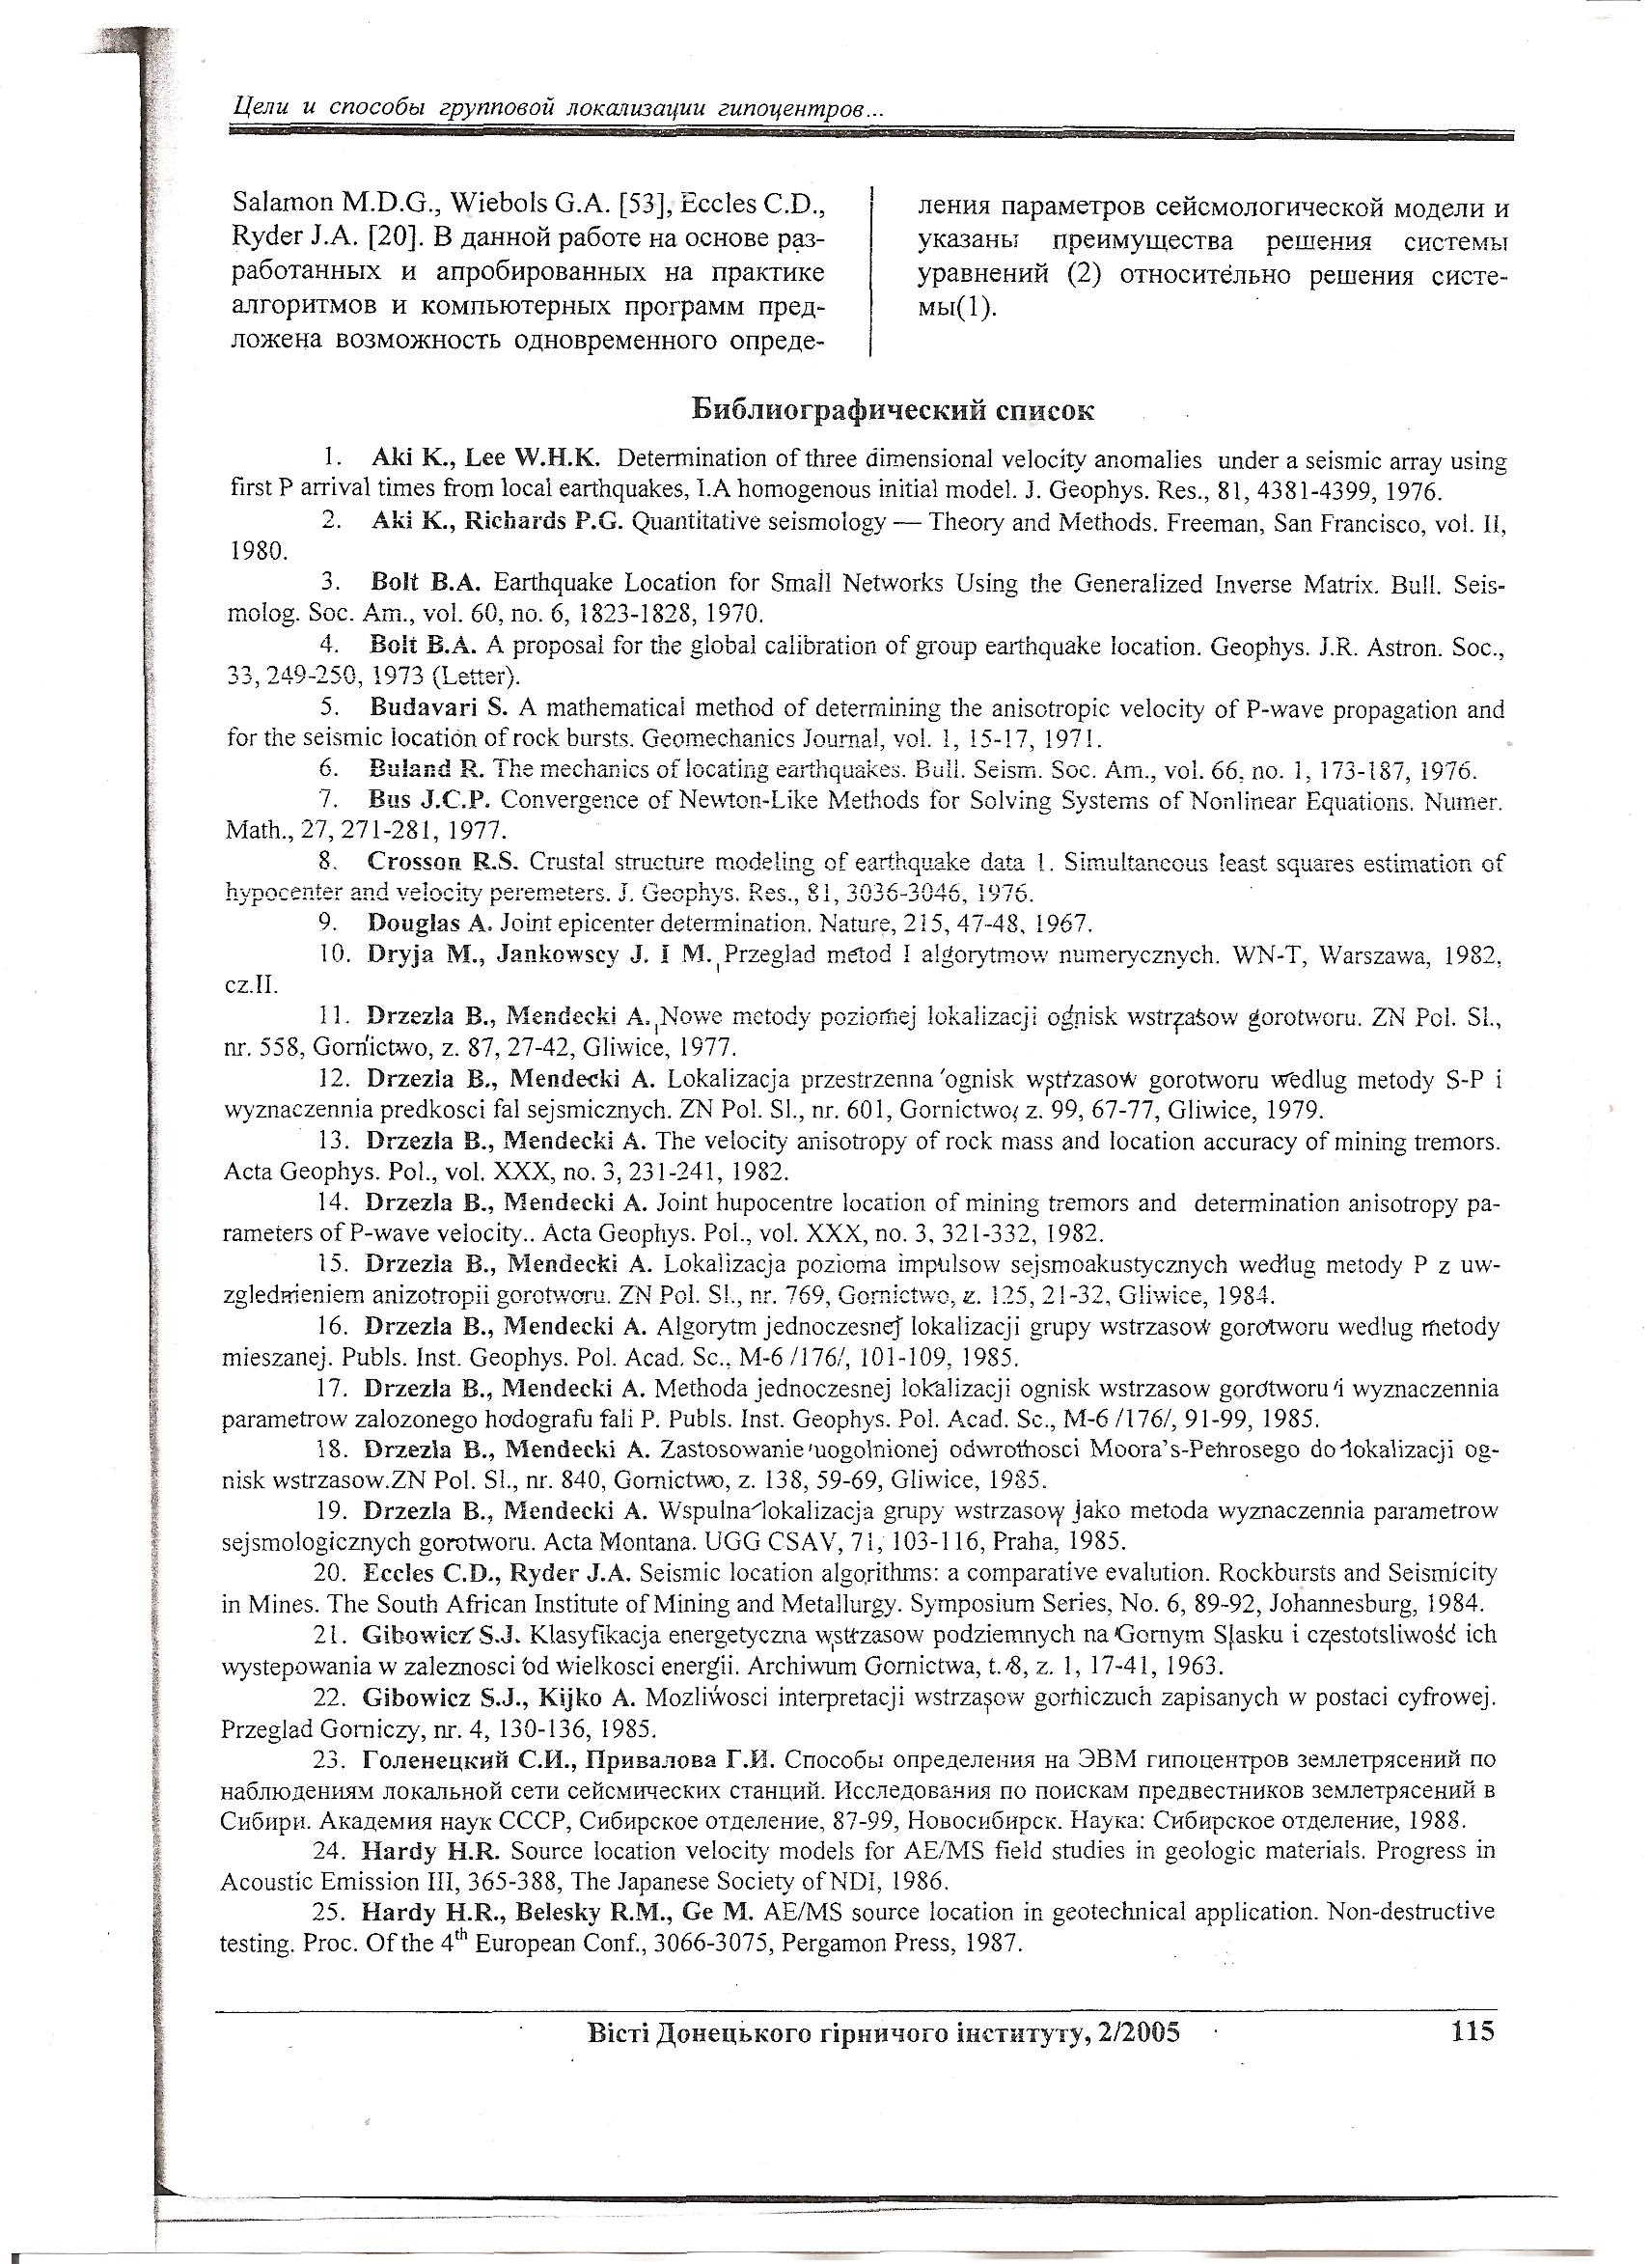 Цели и способы групповой локализации гипоцентров...
Salamon M.D.G., Wiebols G.A. [53], Eccles C.D.,
Ryder J.A. [20]. В данной работе на основе раз-
работанных и апробированных на практике
алгоритмов и компьютерных программ пред-
ложена возможность одновременного опреде-
ления параметров сейсмологической модели и
указаны преимущества решения системы
уравнений (2) относительно решения систе-
мы(1).
Библиографический список
1. Aki K., Lee W.H.K. Determination of three dimensional velocity anomalies under a seismic array using
first P arrival times from local earthquakes, I.A homogenous initial model. J. Geophys. Res., 81, 4381-4399, 1976.
2. Aki K., Richards P.G. Quantitative seismology — Theory and Methods. Freeman, San Francisco, vol. II,
1980.
3. Bolt B.A. Earthquake Location for Small Networks Using the Generalized Inverse Matrix. Bull. Seis-
molog. Soc. Am., vol. 60, no. 6, 1823-1828, 1970.
4. Bolt B.A. A proposal for the global calibration of group earthquake location. Geophys. J.R. Astron. Soc.,
33, 249-250, 1973 (Letter).
5. Budavari S. A mathematical method of determining the anisotropic velocity of P-wave propagation and
for the seismic location of rock bursts. Geomechanics Journal, vol. 1, 15-17, 1971.
6. Buland R. The mechanics of locating earthquakes. Bull. Seism. Soc. Am., vol. 66, no. 1, 173-187, 1976.
7. Bus J.C.P. Convergence of Newton-Like Methods for Solving Systems of Nonlinear Equations. Numer.
Math., 27, 271-281, 1977.
8. Crosson R.S. Crustal structure modeling of earthquake data 1. Simultaneous least squares estimation of
hypocenter and velocity peremeters. J. Geophys. Res., 81, 3036-3046, 1976.
9. Douglas A. Joint epicenter determination. Nature, 215, 47-48, 1967.
10. Dryja M., Jankowscy J. I M. Przeglad metod I algorytmow numerycznych. WN-T, Warszawa, 1982,
cz.II.
11. Drzezla B., Mendecki A. Nowe metody poziomej lokalizacji ognisk wstrzasow gorotworu. ZN Pol. Sl.,
nr. 558, Gornictwo, z. 87, 27-42, Gliwice, 1977.
12. Drzezla B., Mendecki A. Lokalizacja przestrzenna ognisk wstrzasow gorotworu wedlug metody S-P i
wyznaczennia predkosci fal sejsmicznych. ZN Pol. Sl., nr. 601, Gornictwo, z. 99, 67-77, Gliwice, 1979.
13. Drzezla B., Mendecki A. The velocity anisotropy of rock mass and location accuracy of mining tremors.
Acta Geophys. Pol., vol. XXX, no. 3, 231-241, 1982.
14. Drzezla B., Mendecki A. Joint hupocentre location of mining tremors and determination anisotropy pa-
rameters of P-wave velocity.. Acta Geophys. Pol., vol. XXX, no. 3, 321-332, 1982.
15. Drzezla B., Mendecki A. Lokalizacja pozioma impulsow sejsmoakustycznych wedlug metody P z uw-
zglednieniem anizotropii gorotworu. ZN Pol. Sl., nr. 769, Gornictwo, z. 125, 21-32, Gliwice, 1984.
16. Drzezla B., Mendecki A. Algorytm jednoczesnej lokalizacji grupy wstrzasow gorotworu wedlug metody
mieszanej. Publs. Inst. Geophys. Pol. Acad. Sc., M-6 /176/, 101-109, 1985.
17. Drzezla B., Mendecki A. Methoda jednoczesnej lokalizacji ognisk wstrzasow gorotworu i wyznaczennia
parametrow zalozonego hodografu fali P. Publs. Inst. Geophys. Pol. Acad. Sc., M-6 /176/, 91-99, 1985.
18. Drzezla B., Mendecki A. Zastosowanie uogolnionej odwrotnosci Moora's-Penrosego do lokalizacji og-
nisk wstrzasow.ZN Pol. Sl., nr. 840, Gornictwo, z. 138, 59-69, Gliwice, 1985.
19. Drzezla B., Mendecki A. Wspulna lokalizacja grupy wstrzasow jako metoda wyznaczennia parametrow
sejsmologicznych gorotworu. Acta Montana. UGG CSAV, 71, 103-116, Praha, 1985.
20. Eccles C.D., Ryder J.A. Seismic location algorithms: a comparative evalution. Rockbursts and Seismicity
in Mines. The South African Institute of Mining and Metallurgy. Symposium Series, No. 6, 89-92, Johannesburg, 1984.
21. Gibowicz S.J. Klasyfikacja energetyczna wstrzasow podziemnych na Gornym Slasku i częstotsliwość ich
wystepowania w zaleznosci od wielkosci energii. Archiwum Gornictwa, t. 8, z. 1, 17-41, 1963.
22. Gibowicz S.J., Kijko A. Mozliwosci interpretacji wstrzasow gorniczuch zapisanych w postaci cyfrowej.
Przeglad Gorniczy, nr. 4, 130-136, 1985.
23. Голенецкий С.И., Привалова Г.И. Способы определения на ЭВМ гипоцентров землетрясений по
наблюдениям локальной сети сейсмических станций. Исследования по поискам предвестников землетрясений в
Сибири. Академия наук СССР, Сибирское отделение, 87-99, Новосибирск. Наука: Сибирское отделение, 1988.
24. Hardy H.R. Source location velocity models for AE/MS field studies in geologic materials. Progress in
Acoustic Emission III, 365-388, The Japanese Society of NDI, 1986.
25. Hardy H.R., Belesky R.M., Ge M. AE/MS source location in geotechnical application. Non-destructive
testing. Proc. Of the 4th European Conf., 3066-3075, Pergamon Press, 1987.
Вісті Донецького гірничого інституту, 2/2005
115